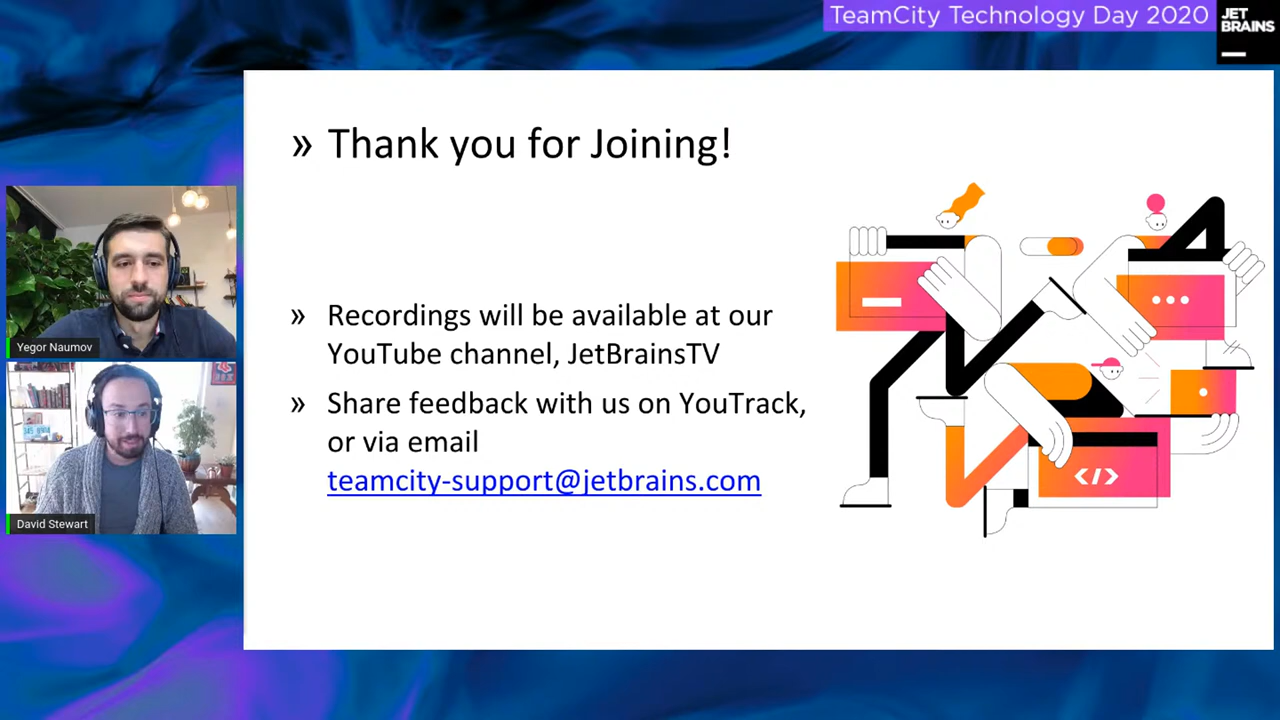 TeamCity Technology Day 2020
JET
BRAINS
» Thank you for Joining!
» Recordings will be available at our
YouTube channel, JetBrainsTV
» Share feedback with us on YouTrack,
or via email
teamcity-support@jetbrains.com
</>
Yegor Naumov
David Stewart